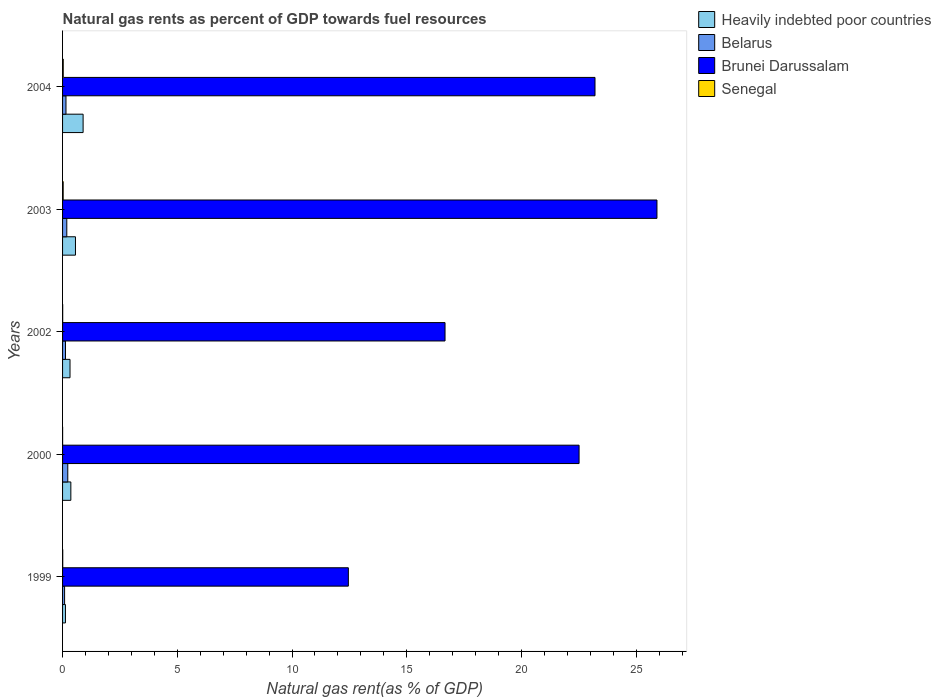 Natural gas rents as percent of GDP towards fuel resources
Heavily indebted poor countries
Belarus
Brunei Darussalam
Senegal
Years
2004
2003
2002
2000
1999
0
5
10
15
20
25
Natural gas rent(as % of GDP)